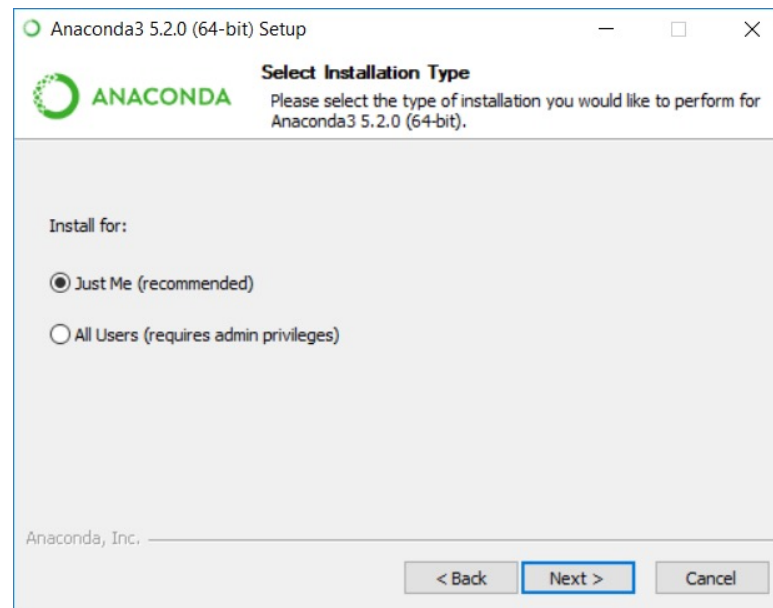 Anaconda3 5.2.0 (64-bit) Setup
ANACONDA
Select Installation Type
Please select the type of installation you would like to perform for
Anaconda3 5.2.0 (64-bit).
Install for:
Just Me (recommended)
All Users (requires admin privileges)
Anaconda, Inc.
< Back Next > Cancel